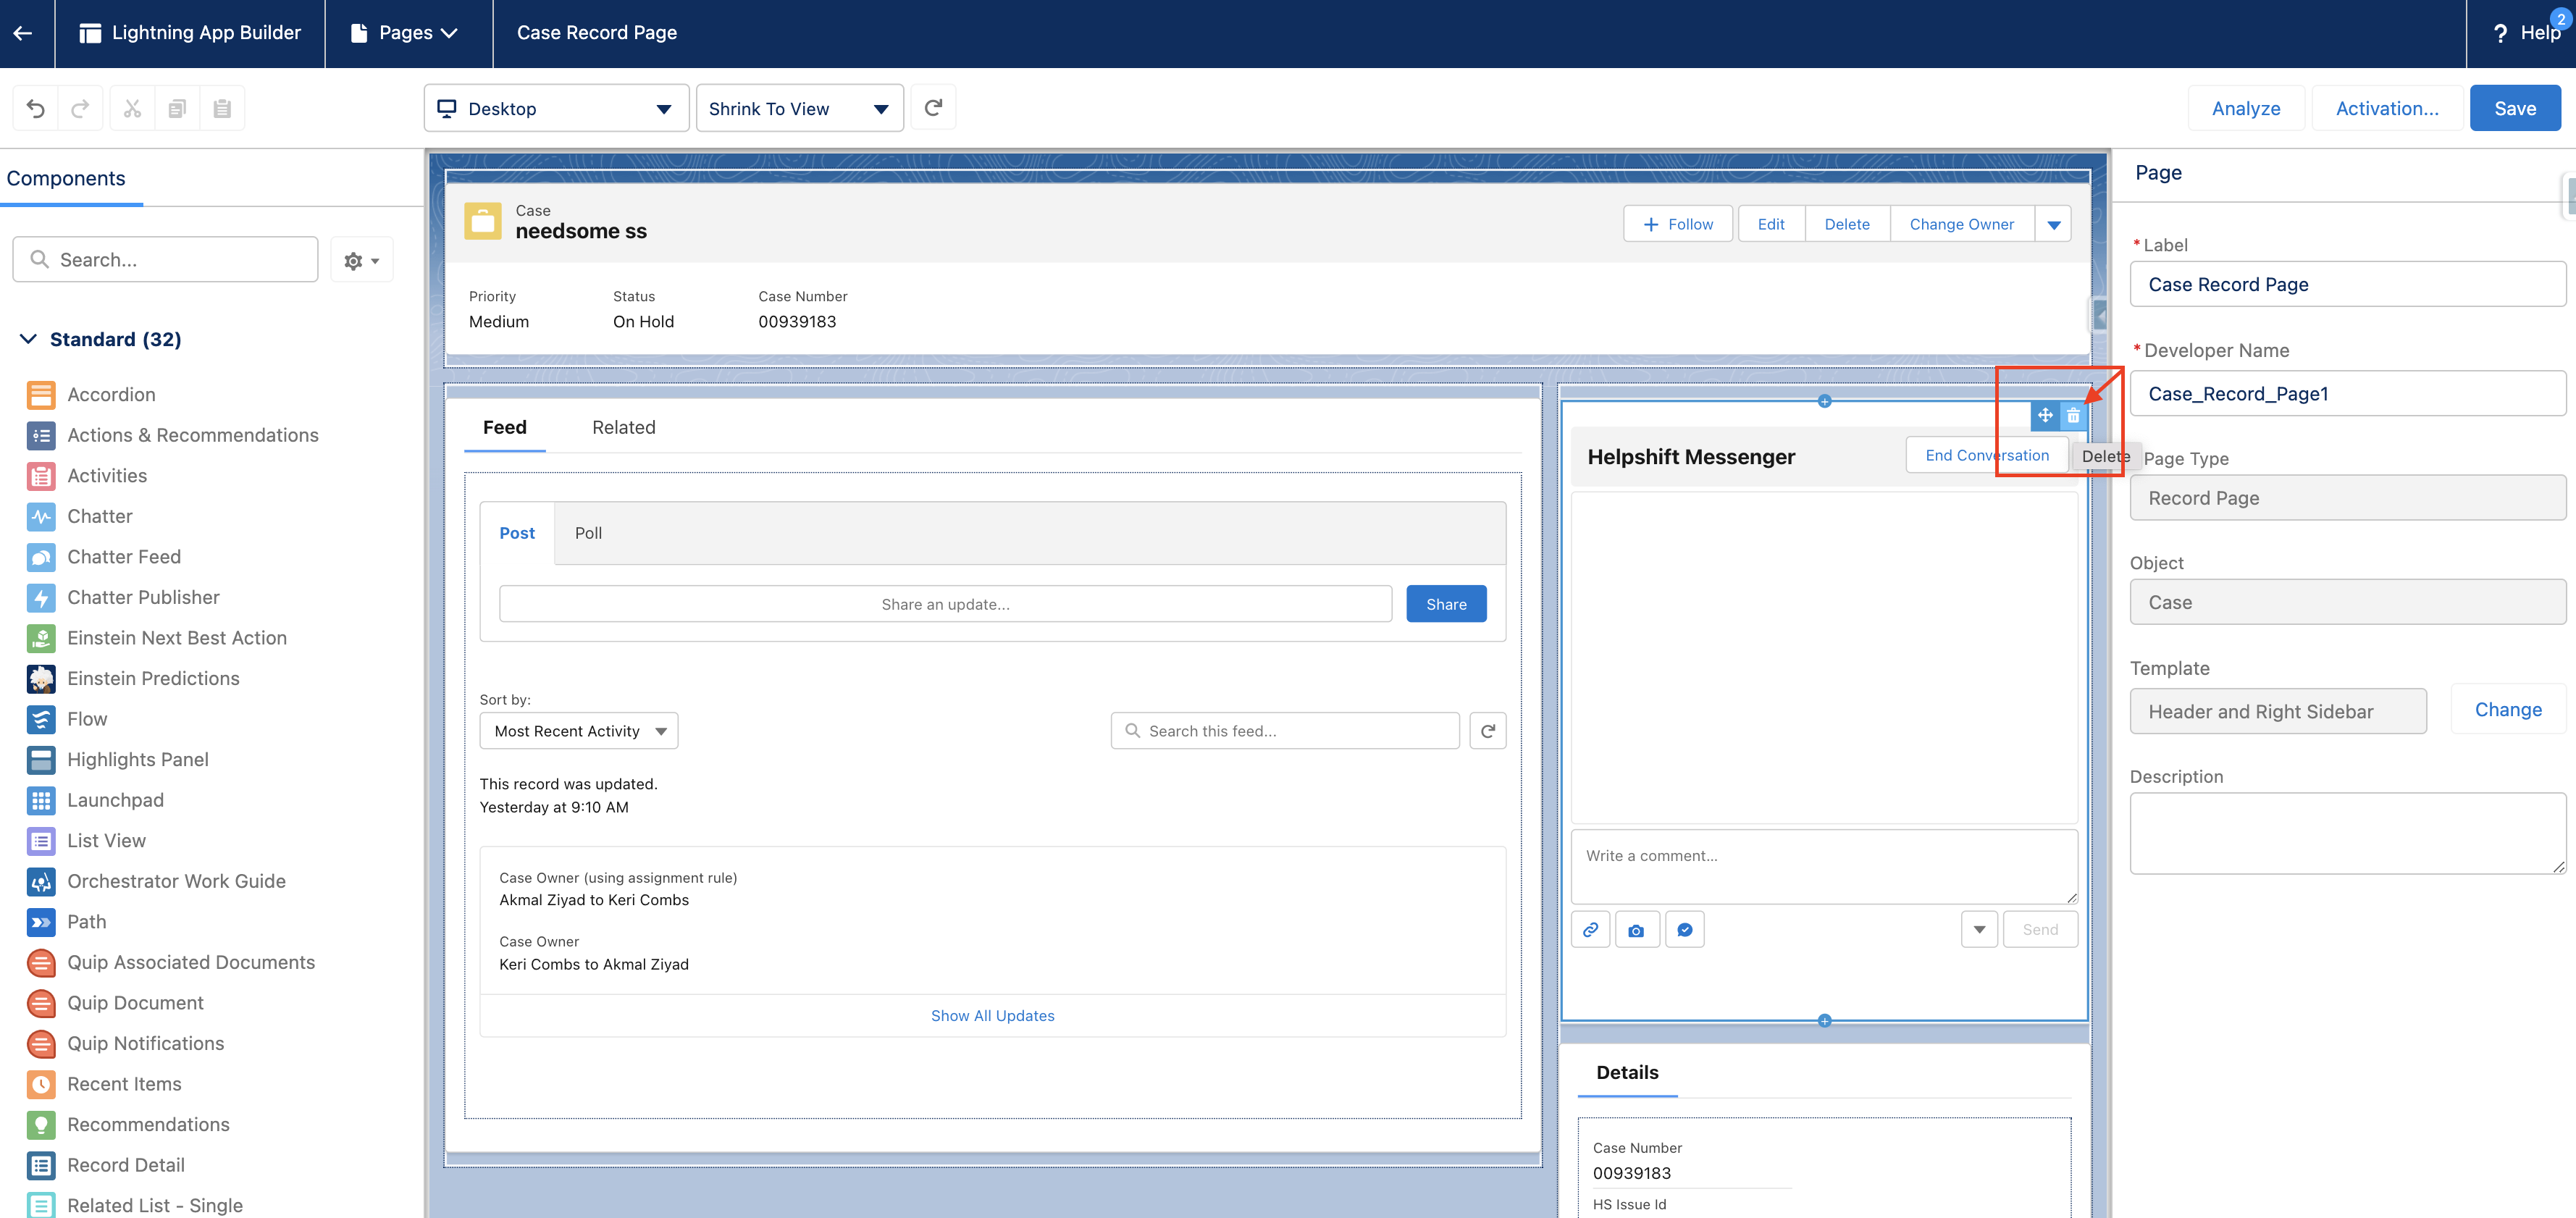 Lightning App Builder
Pages
Case Record Page
2
? Help
Desktop
Shrink To View
Analyze
Activation...
Save
Components
Search...
Standard (32)
Accordion
Actions & Recommendations
Activities
Chatter
Chatter Feed
Chatter Publisher
Einstein Next Best Action
Einstein Predictions
Flow
Highlights Panel
Launchpad
List View
Orchestrator Work Guide
Path
Quip Associated Documents
Quip Document
Quip Notifications
Recent Items
Recommendations
Record Detail
Related List - Single
Case
needsome ss
Follow
Edit
Delete
Change Owner
Priority
Status
Case Number
Medium
On Hold
00939183
Feed
Related
Post
Poll
Share an update...
Share
Sort by:
Most Recent Activity
Search this feed...
This record was updated.
Yesterday at 9:10 AM
Case Owner (using assignment rule)
Akmal Ziyad to Keri Combs
Case Owner
Keri Combs to Akmal Ziyad
Show All Updates
Helpshift Messenger
End Conversation
Delete
Write a comment...
Send
Details
Case Number
00939183
HS Issue Id
Page
*Label
Case Record Page
*Developer Name
Case_Record_Page1
Page Type
Record Page
Object
Case
Template
Header and Right Sidebar
Change
Description